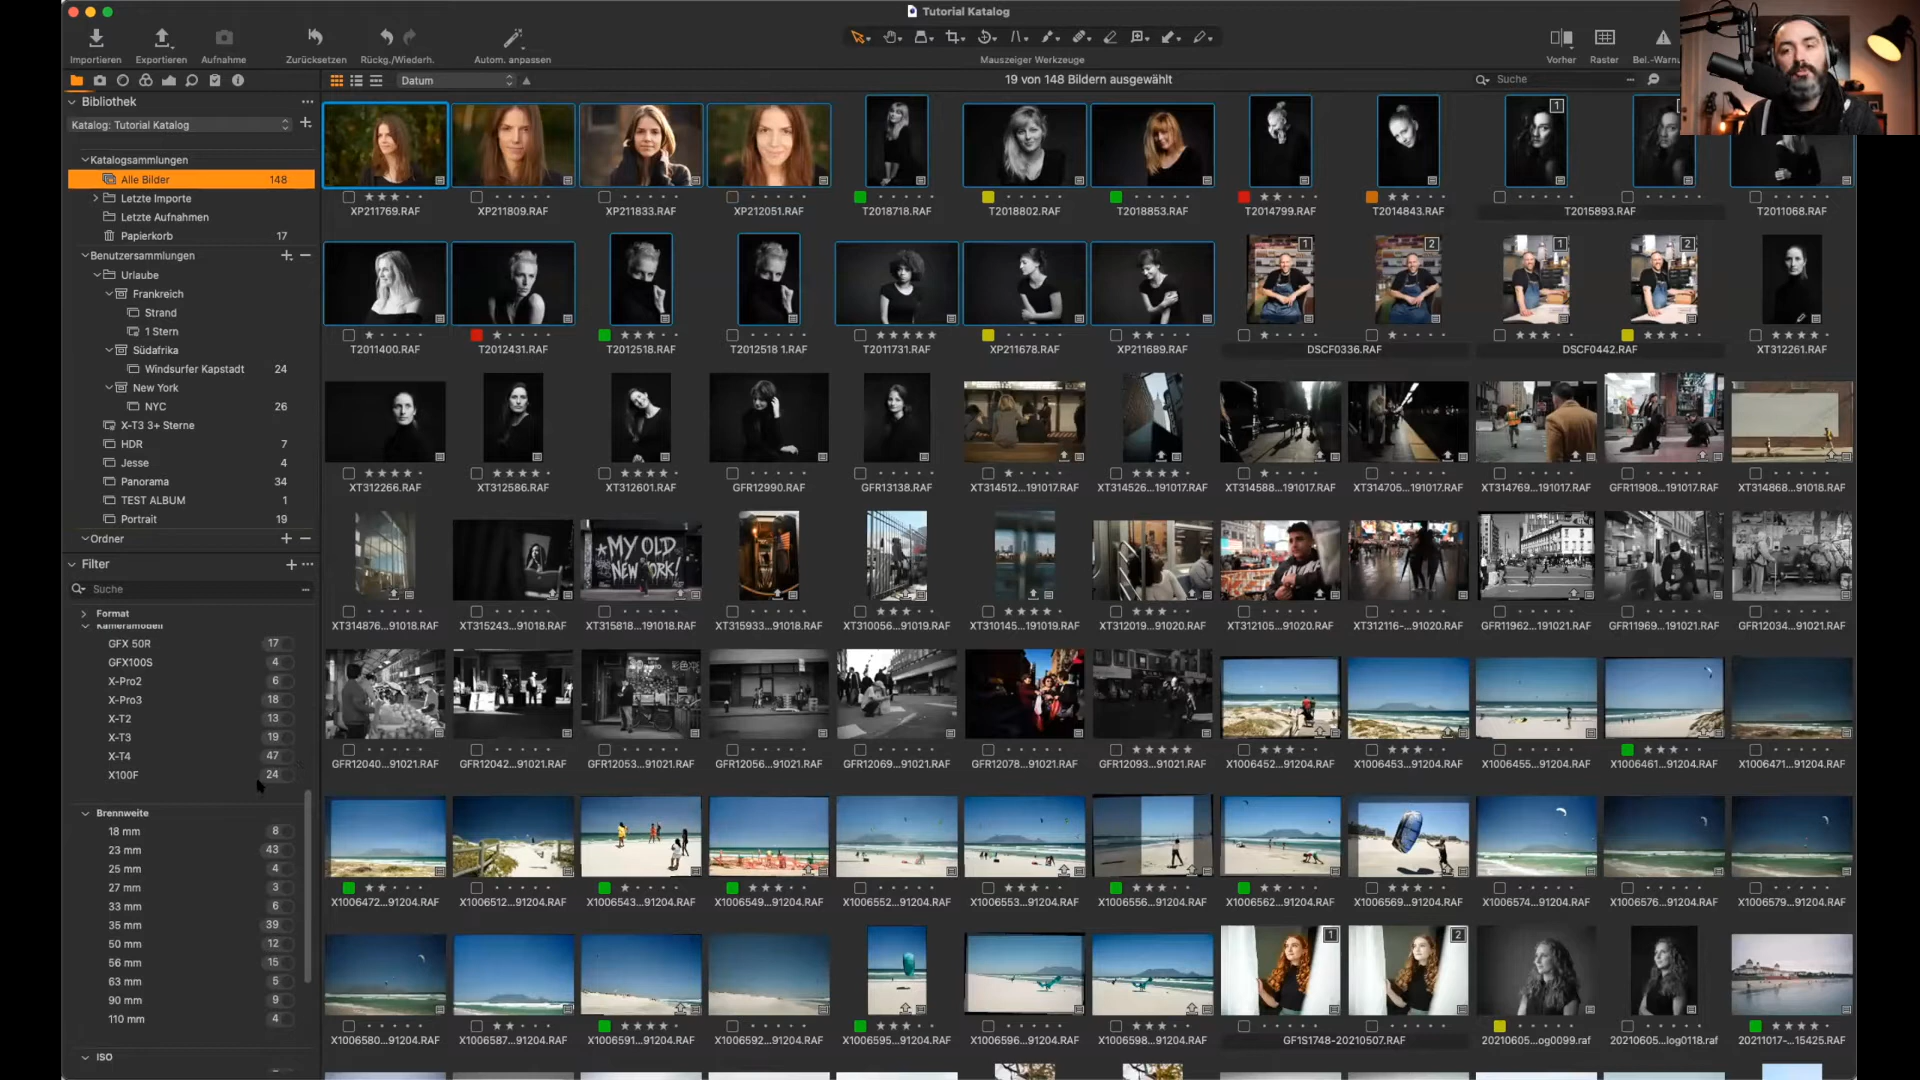 Tutorial Katalog
Importieren Exportieren Aufnahme Zurücksetzen Rückg./Wiederh. Autom. anpassen Mauszeiger Werkzeuge Vorher Raster Bel.-Warnu
Datum 19 von 148 Bildern ausgewählt Suche
Bibliothek
Katalog: Tutorial Katalog
Katalogsammlungen
Alle Bilder 148
Letzte Importe
Letzte Aufnahmen
Papierkorb 17
Benutzersammlungen
Urlaube
Frankreich
Strand
1 Stern
Südafrika
Windsurfer Kapstadt 24
New York
NYC 26
X-T3 3+ Sterne
HDR 7
Jesse 4
Panorama 34
TEST ALBUM 1
Portrait 19
Ordner
Filter
Suche
Format
Kameramodell
GFX 50R 17
GFX100S 4
X-Pro2 6
X-Pro3 18
X-T2 13
X-T3 19
X-T4 47
X100F 24
Brennweite
18 mm 8
23 mm 43
25 mm 4
27 mm 3
33 mm 6
35 mm 39
50 mm 12
56 mm 15
63 mm 5
90 mm 9
110 mm 4
ISO
1
XP211769.RAF XP211809.RAF XP211833.RAF XP212051.RAF T2018718.RAF T2018802.RAF T2018853.RAF T2014799.RAF T2014843.RAF T2015893.RAF T2011068.RAF
1 2 1 2
T2011400.RAF T2012431.RAF T2012518.RAF T2012518 1.RAF T2011731.RAF XP211678.RAF XP211689.RAF DSCF0336.RAF DSCF0442.RAF XT312261.RAF
XT312266.RAF XT312586.RAF XT312601.RAF GFR12990.RAF GFR13138.RAF XT314512...191017.RAF XT314526...191017.RAF XT314588...191017.RAF XT314705...191017.RAF XT314769...191017.RAF GFR11908...191017.RAF XT314868...91018.RAF
MY OLD
NEW YORK!
XT314876...91018.RAF XT315243...91018.RAF XT315818...191018.RAF XT315933...91018.RAF XT310056...91019.RAF XT310145...191019.RAF XT312019...91020.RAF XT312105...91020.RAF XT312116-...91020.RAF GFR11962...191021.RAF GFR11969...191021.RAF GFR12034...191021.RAF
GFR12040...91021.RAF GFR12042...91021.RAF GFR12053...91021.RAF GFR12056...91021.RAF GFR12069...91021.RAF GFR12078...91021.RAF GFR12093...91021.RAF X1006452...91204.RAF X1006454...91204.RAF X1006455...91204.RAF X1006461...91204.RAF X1006471...91204.RAF
X1006472...91204.RAF X1006512...91204.RAF X1006543...91204.RAF X1006549...91204.RAF X1006552...91204.RAF X1006553...91204.RAF X1006556...91204.RAF X1006562...91204.RAF X1006569...91204.RAF X1006574...91204.RAF X1006576...91204.RAF X1006579...91204.RAF
1 2
X1006580...91204.RAF X1006587...91204.RAF X1006591...91204.RAF X1006592...91204.RAF X1006595...91204.RAF X1006596...91204.RAF X1006598...91204.RAF GF1S1748-20210507.RAF 20210605...og0099.raf 20210605...log0118.raf 20211017-...15425.RAF